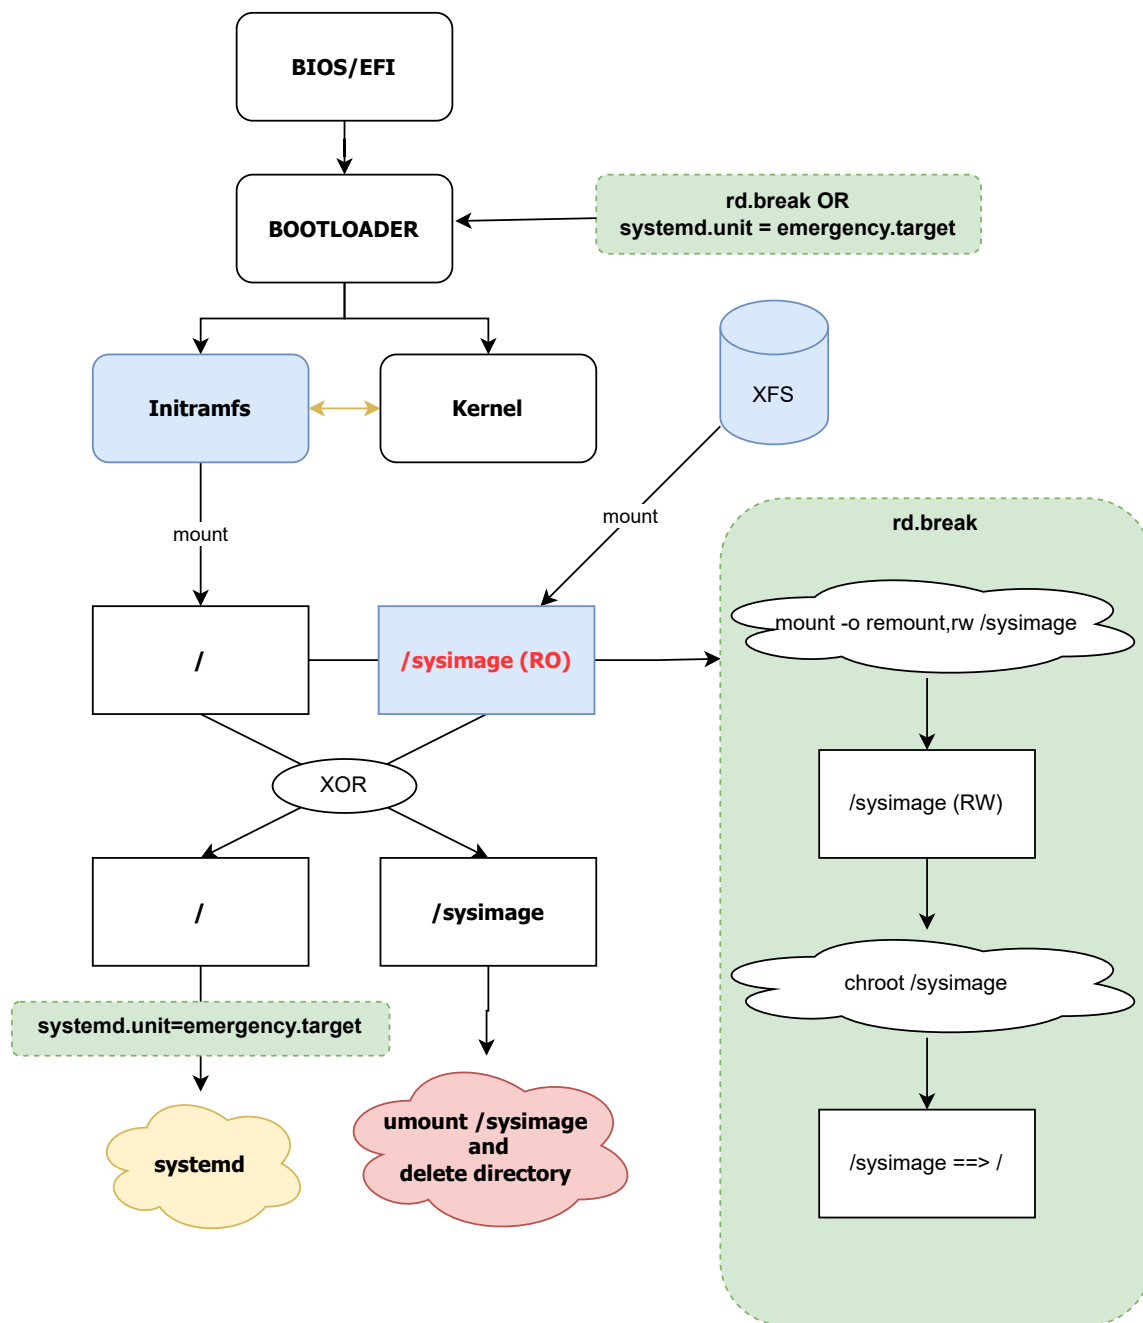 BIOS/EFI
BOOTLOADER
rd.break OR
systemd.unit = emergency.target
Initramfs
Kernel
XFS
mount
mount
rd.break
mount -o remount,rw /sysimage
/
/sysimage (RO)
XOR
/sysimage (RW)
/
/sysimage
chroot /sysimage
systemd.unit=emergency.target
umount /sysimage
and
delete directory
systemd
/sysimage ==> /